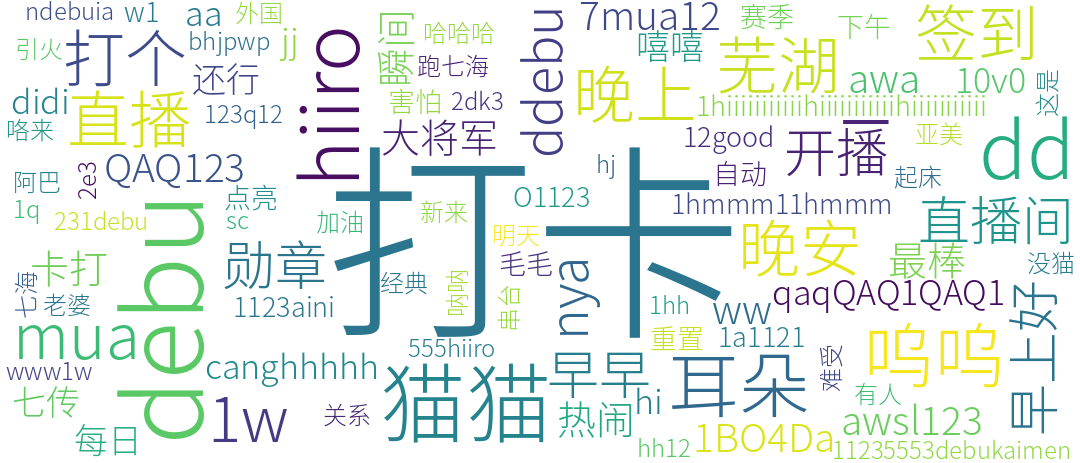 ndebuia w1 aa 外国
引火 打个 bhjpwp jj
还行
didi 直播 123q12
咯来
QAQ123
hiiro
瞬间 哈哈哈
跑七海
害怕 2dk3
大将军
ddebu
7mua12 赛季 下午 签到
嘻嘻 芜湖
晚上 awa 10v0 这是
1hiiiiiiiiiihiiiiiiiiiihiiiiiiiiii
12good 开播 亚美 dd
hj 自动 起床
阿巴 2e3
1q 231debu
debu
点亮
sc 加油 新来 O1123 1hmmm11hmmm
打卡
明天 晚安 直播间
卡打 勋章 毛毛 最棒 没猫
七海 老婆 经典 呐呐 串台 nya
1123aini 1hh ww qaqQAQ1QAQ1
mua 555hiiro 重置 1a1121 早上好
www1w canghhhhh 猫猫 早早 耳朵 难受 呜呜
七传 1w 关系 热闹 hi 有人
每日 hh12 1BO4Da awsl123
11235553debukaimen